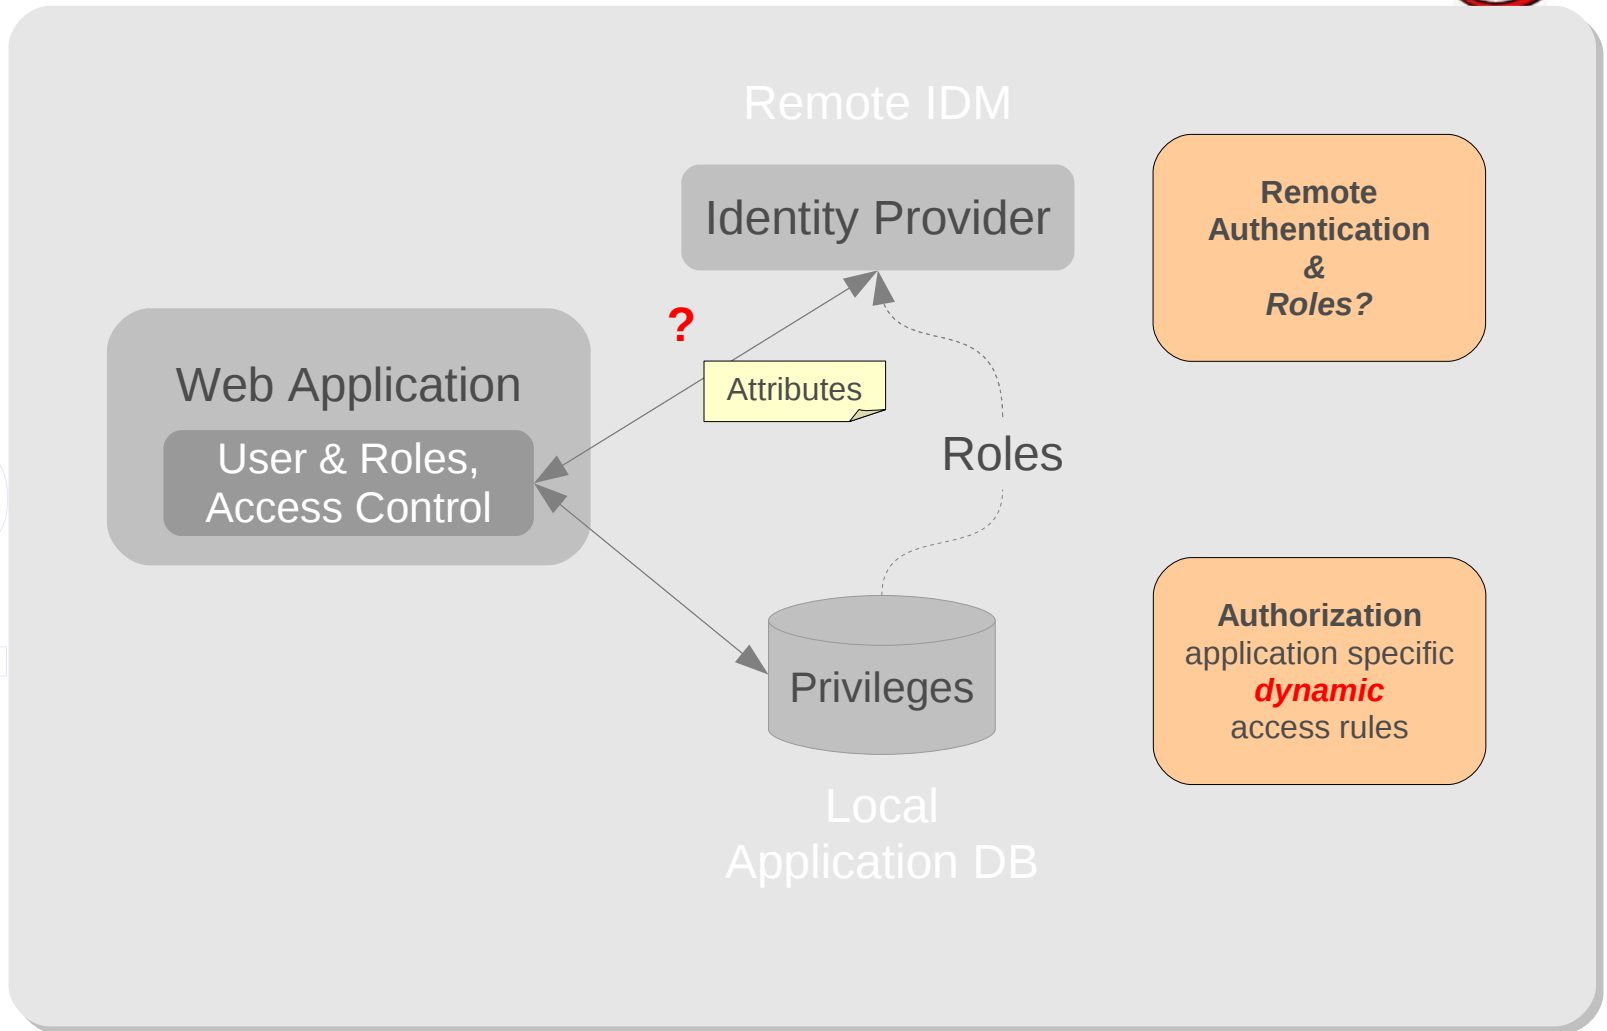 Remote IDM
Identity Provider
Remote
Authentication
&
Roles?
?
Attributes
Web Application
User & Roles,
Access Control
Roles
Privileges
Authorization
application specific
dynamic
access rules
Local
Application DB